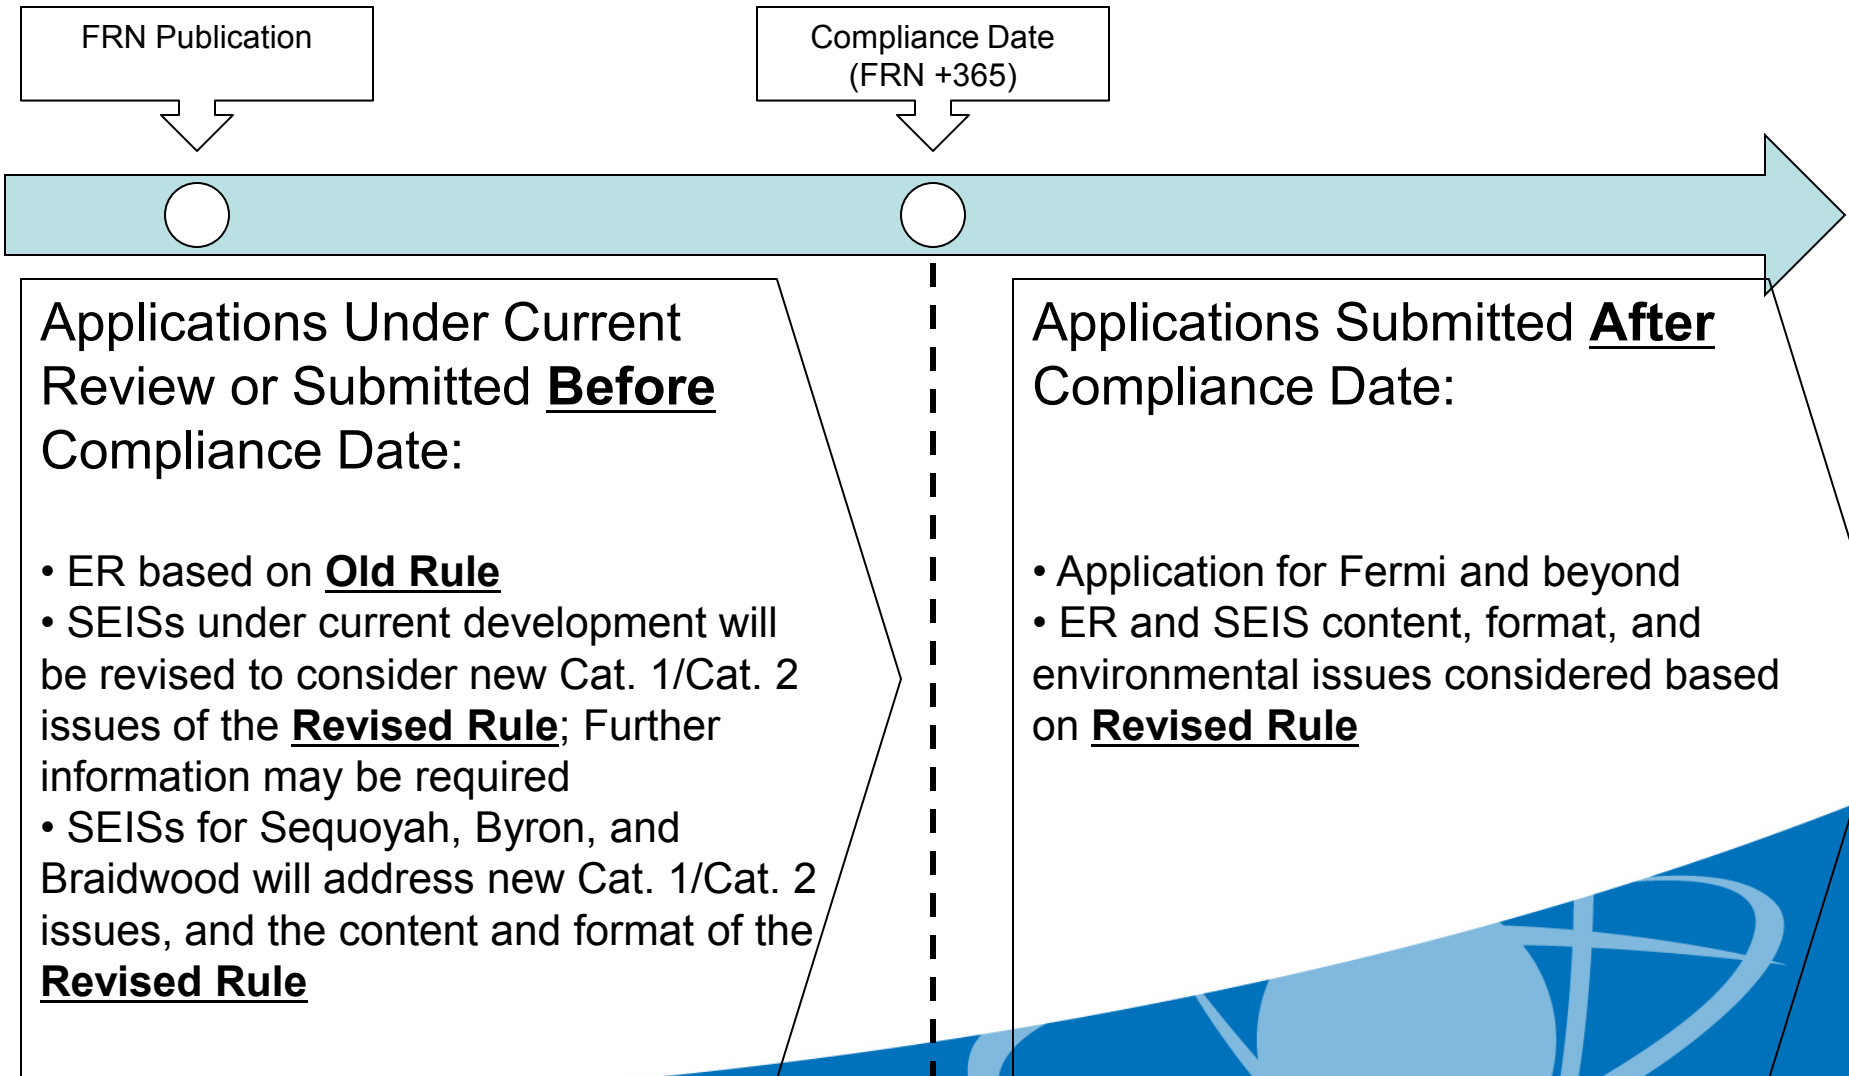 FRN Publication
Compliance Date
(FRN +365)
Applications Under Current
Review or Submitted Before
Compliance Date:
• ER based on Old Rule
• SEISs under current development will
be revised to consider new Cat. 1/Cat. 2
issues of the Revised Rule; Further
information may be required
• SEISs for Sequoyah, Byron, and
Braidwood will address new Cat. 1/Cat. 2
issues, and the content and format of the
Revised Rule
Applications Submitted After
Compliance Date:
• Application for Fermi and beyond
• ER and SEIS content, format, and
environmental issues considered based
on Revised Rule